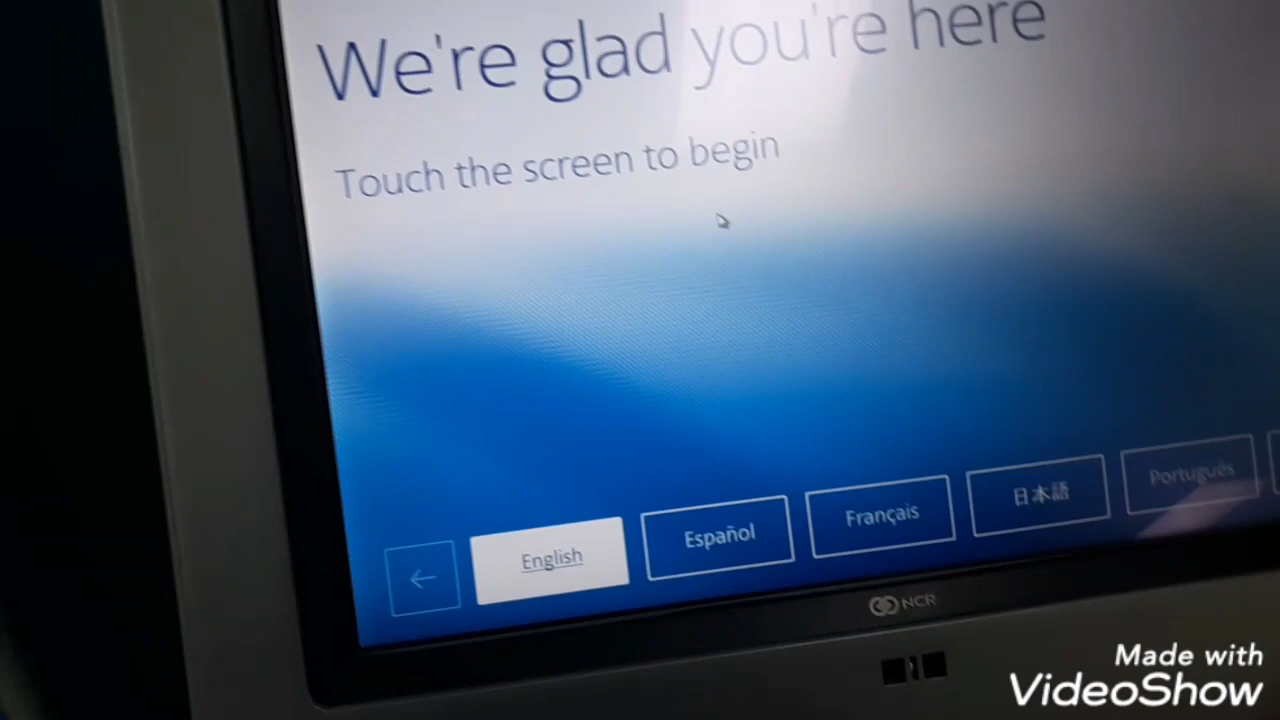 We're glad you're here
Touch the screen to begin
English
Español
Français
日本語
Português
NCR
Made with
VideoShow